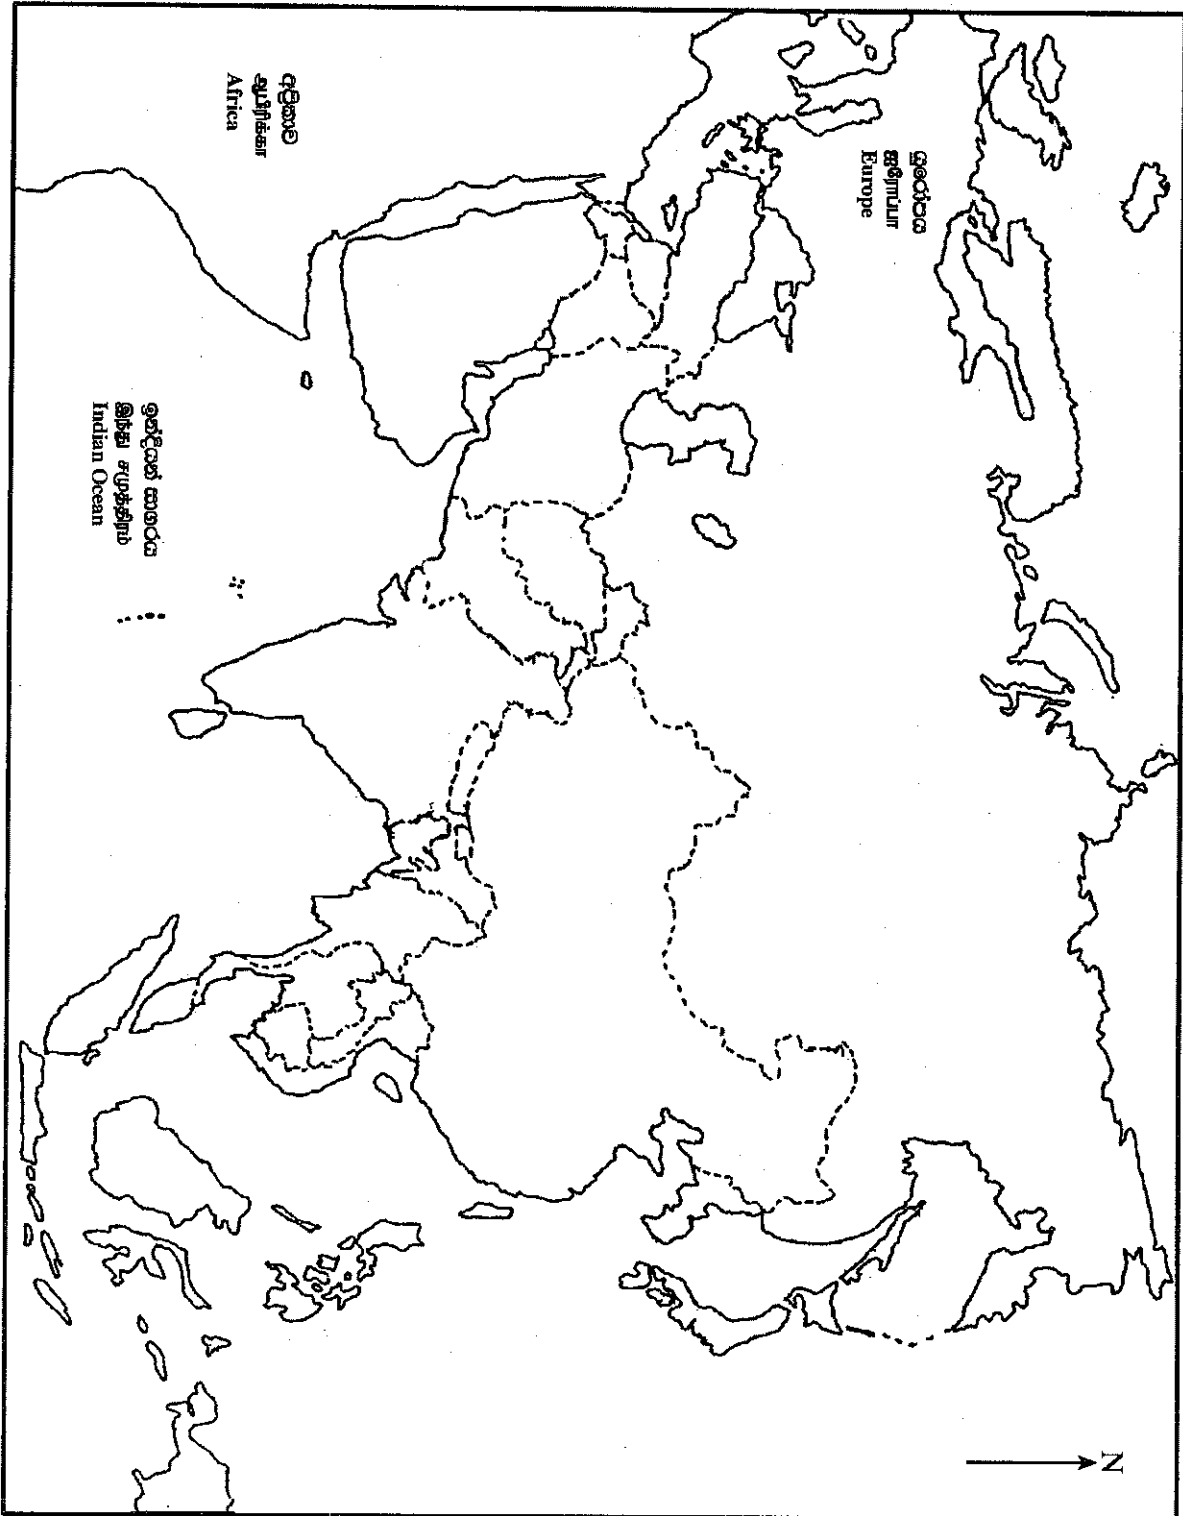 යුරෝපය
ஐரோப்பா
Europe
අප්‍රිකාව
ஆபிரிக்கா
Africa
ඉන්දියන් සාගරය
இந்து சமுத்திரம்
Indian Ocean
N